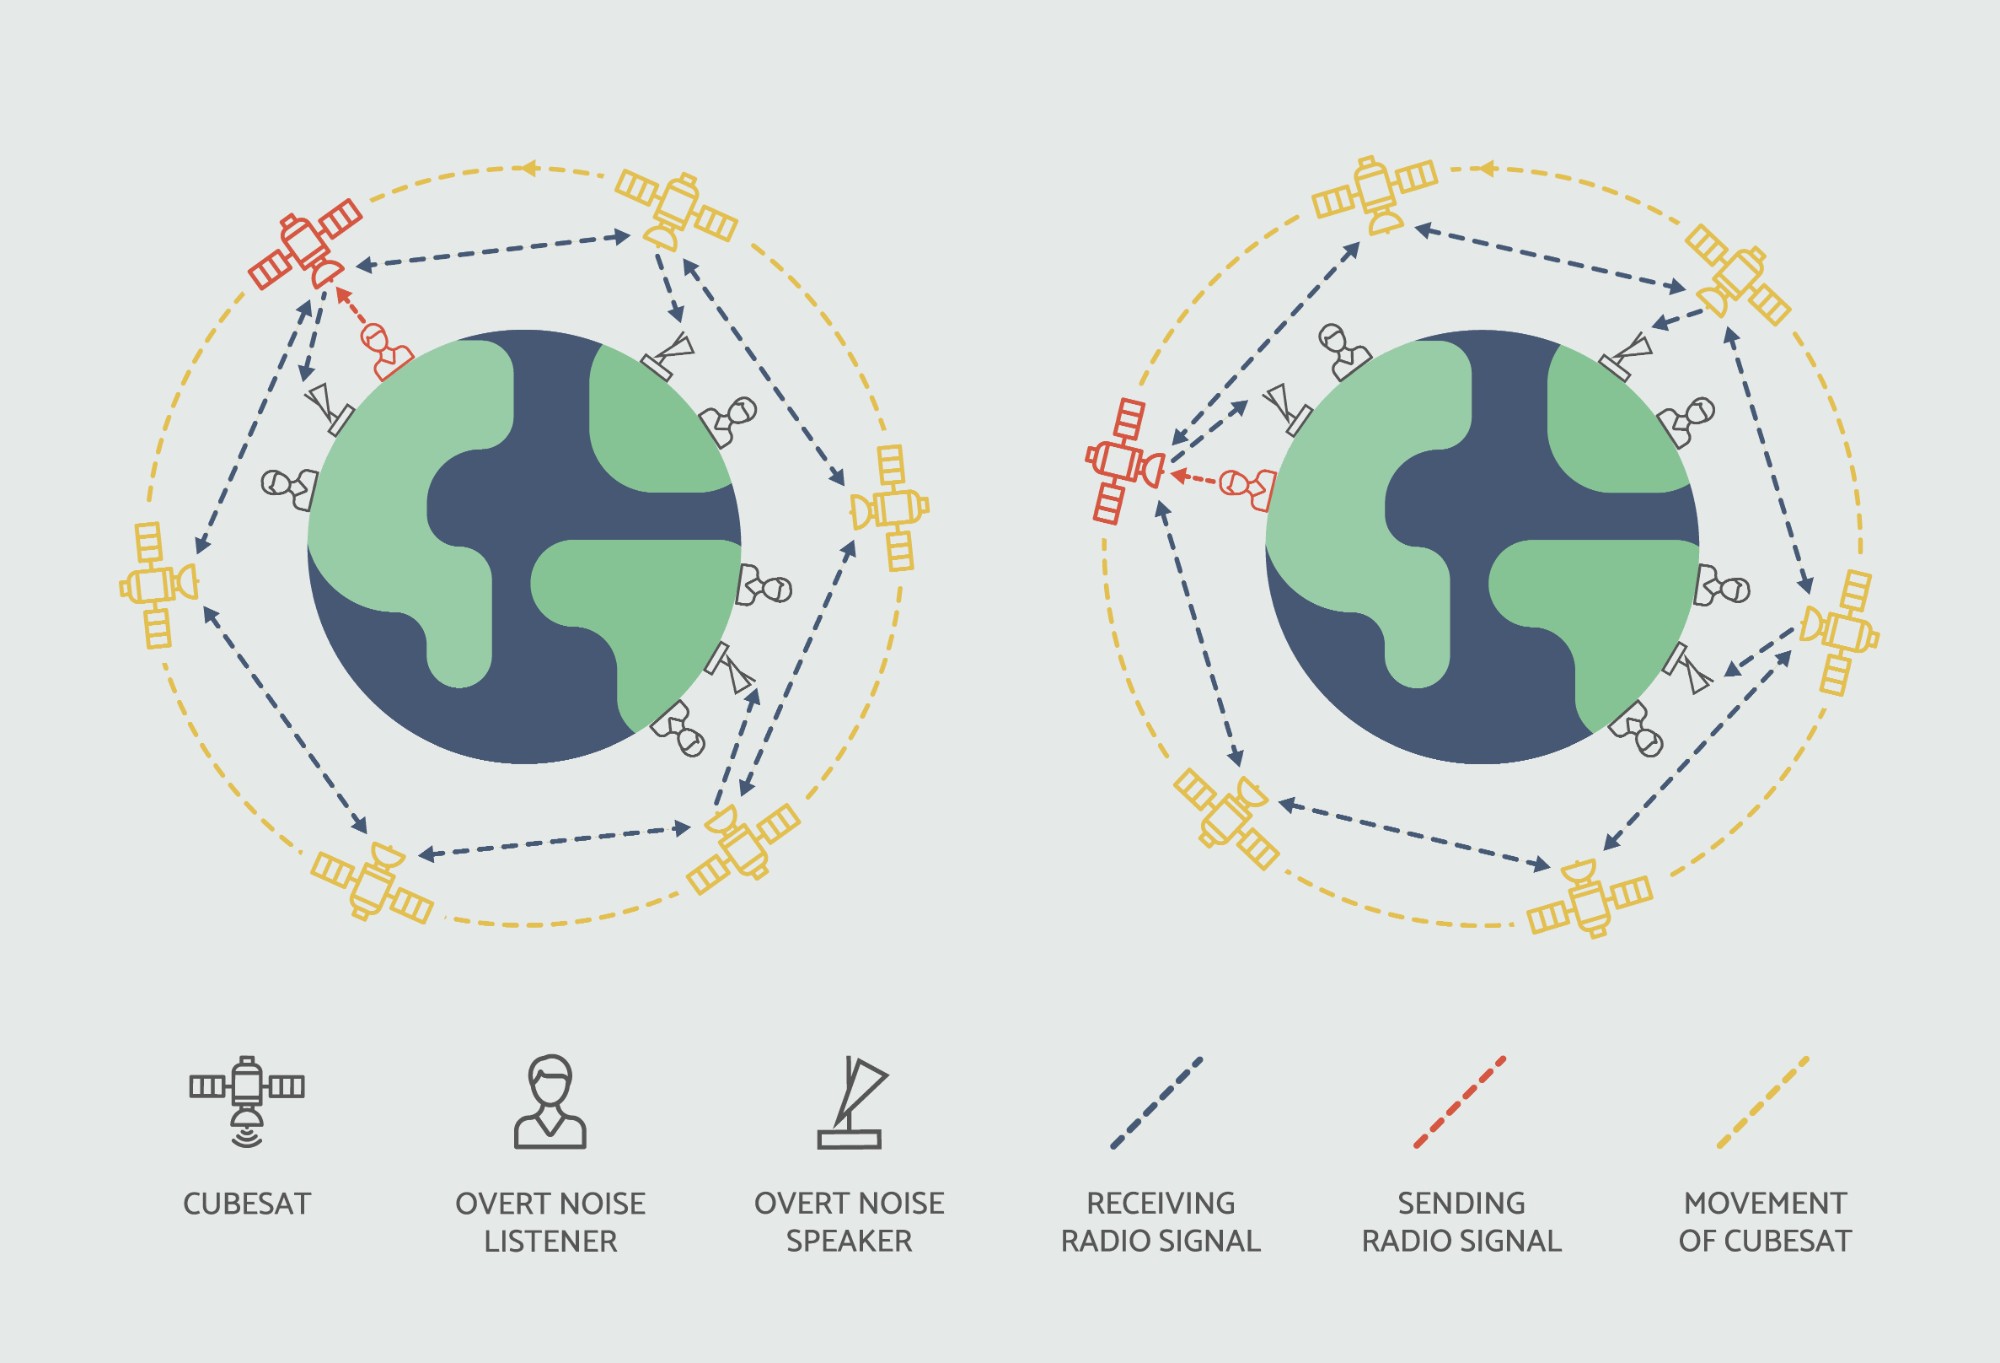 CUBESAT
OVERT NOISE
LISTENER
OVERT NOISE
SPEAKER
RECEIVING
RADIO SIGNAL
SENDING
RADIO SIGNAL
MOVEMENT
OF CUBESAT